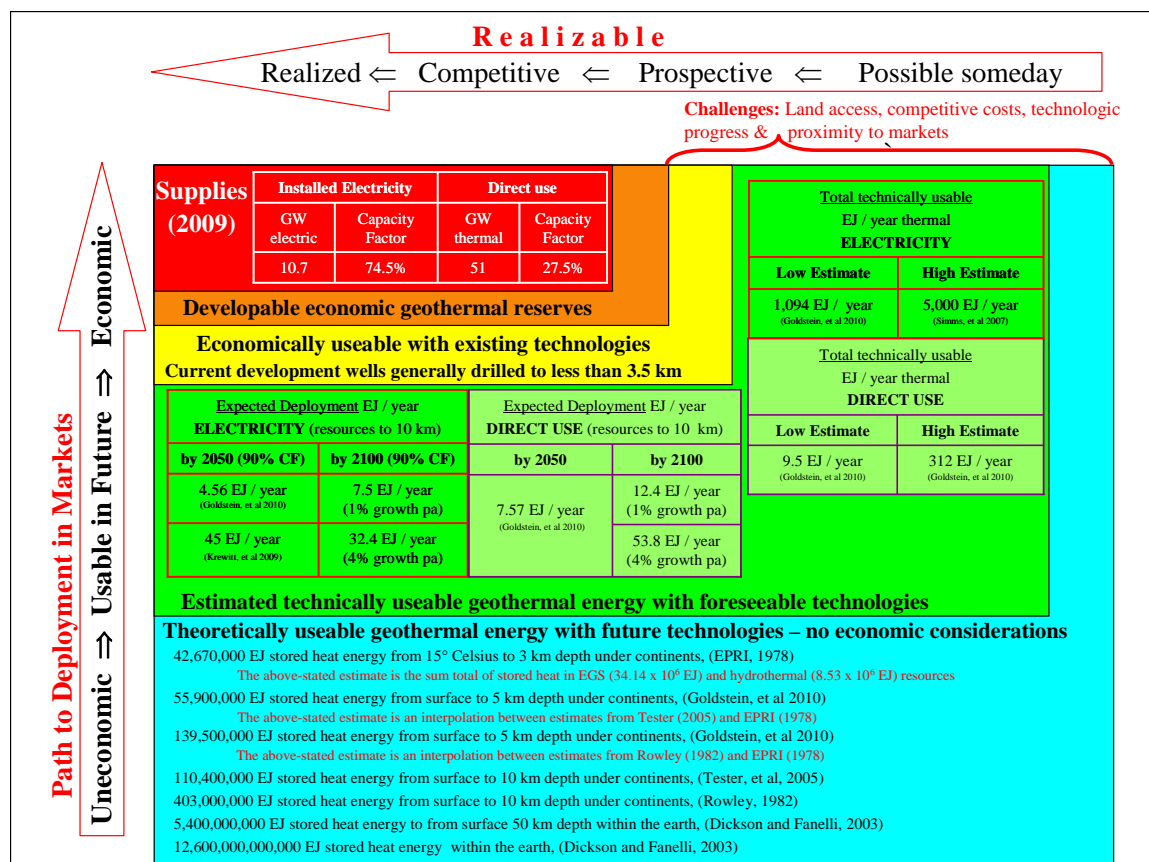 Realizable
Realized ⇐ Competitive ⇐ Prospective ⇐ Possible someday
Challenges: Land access, competitive costs, technologic
progress & proximity to markets
Path to Deployment in Markets
Uneconomic ⇒ Usable in Future ⇒ Economic
Supplies
(2009)
Installed Electricity Direct use
GW
electric
Capacity
Factor
GW
thermal
Capacity
Factor
10.7 74.5% 51 27.5%
Developable economic geothermal reserves
Economically useable with existing technologies
Current development wells generally drilled to less than 3.5 km
Total technically usable
EJ / year thermal
ELECTRICITY
Low Estimate High Estimate
1,094 EJ / year
(Goldstein, et al 2010)
5,000 EJ / year
(Simms, et al 2007)
Total technically usable
EJ / year thermal
DIRECT USE
Low Estimate High Estimate
9.5 EJ / year
(Goldstein, et al 2010)
312 EJ / year
(Goldstein, et al 2010)
Expected Deployment EJ / year
ELECTRICITY (resources to 10 km)
by 2050 (90% CF) by 2100 (90% CF)
4.56 EJ / year
(Goldstein, et al 2010)
7.5 EJ / year
(1% growth pa)
45 EJ / year
(Krewitt, et al 2009)
32.4 EJ / year
(4% growth pa)
Expected Deployment EJ / year
DIRECT USE (resources to 10 km)
by 2050 by 2100
7.57 EJ / year
(Goldstein, et al 2010)
12.4 EJ / year
(1% growth pa)
53.8 EJ / year
(4% growth pa)
Estimated technically useable geothermal energy with foreseeable technologies
Theoretically useable geothermal energy with future technologies – no economic considerations
42,670,000 EJ stored heat energy from 15° Celsius to 3 km depth under continents, (EPRI, 1978)
The above-stated estimate is the sum total of stored heat in EGS (34.14 x 10⁶ EJ) and hydrothermal (8.53 x 10⁶ EJ) resources
55,900,000 EJ stored heat energy from surface to 5 km depth under continents, (Goldstein, et al 2010)
The above-stated estimate is an interpolation between estimates from Tester (2005) and EPRI (1978)
139,500,000 EJ stored heat energy from surface to 5 km depth under continents, (Goldstein, et al 2010)
The above-stated estimate is an interpolation between estimates from Rowley (1982) and EPRI (1978)
110,400,000 EJ stored heat energy from surface to 10 km depth under continents, (Tester, et al, 2005)
403,000,000 EJ stored heat energy from surface to 10 km depth under continents, (Rowley, 1982)
5,400,000,000 EJ stored heat energy to from surface 50 km depth within the earth, (Dickson and Fanelli, 2003)
12,600,000,000,000 EJ stored heat energy within the earth, (Dickson and Fanelli, 2003)